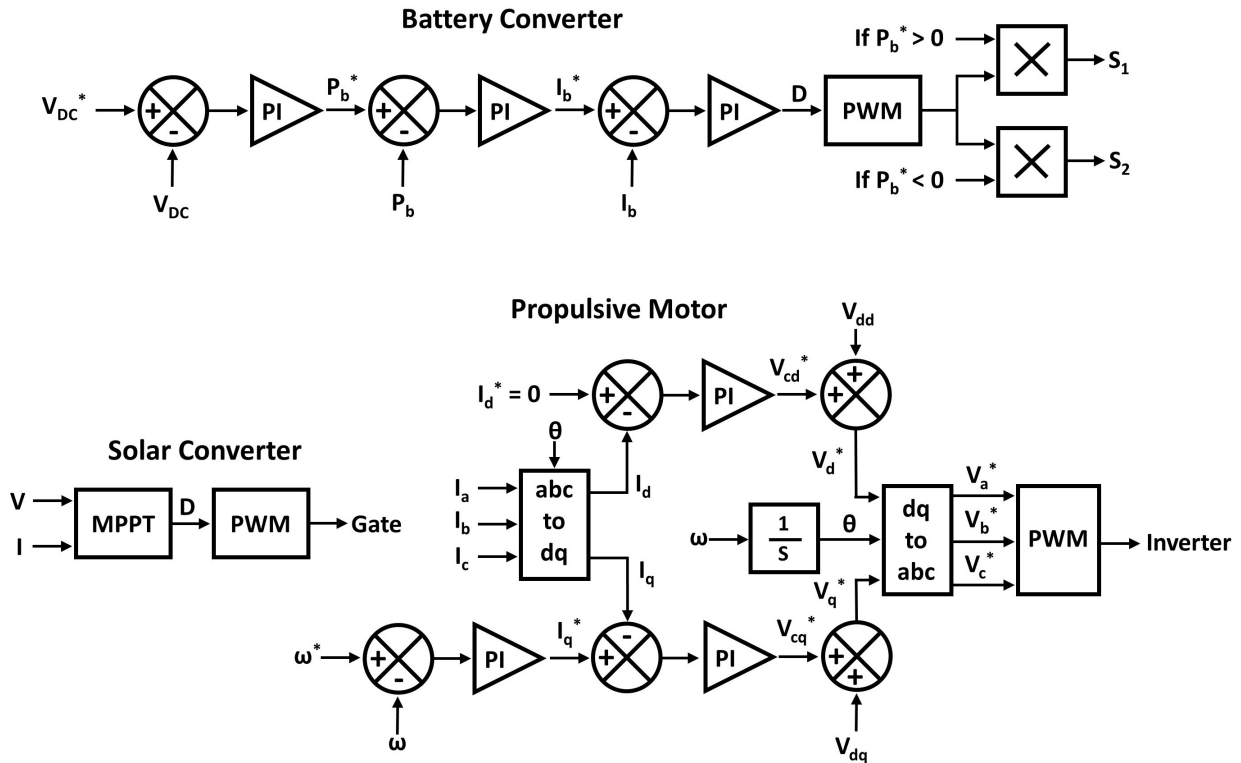 Battery Converter
V_DC^*
+
-
V_DC
PI
P_b^*
+
-
P_b
PI
I_b^*
+
-
I_b
PI
D
PWM
If P_b^* > 0
S_1
If P_b^* < 0
S_2
Propulsive Motor
I_d^* = 0
+
-
PI
V_cd^*
V_dd
+
+
V_d^*
θ
I_a
I_b
I_c
abc
to
dq
I_d
I_q
ω
1
S
θ
dq
to
abc
V_a^*
V_b^*
V_c^*
PWM
Inverter
V_q^*
ω^*
+
-
ω
PI
I_q^*
-
+
PI
V_cq^*
+
+
V_dq
Solar Converter
V
I
MPPT
D
PWM
Gate